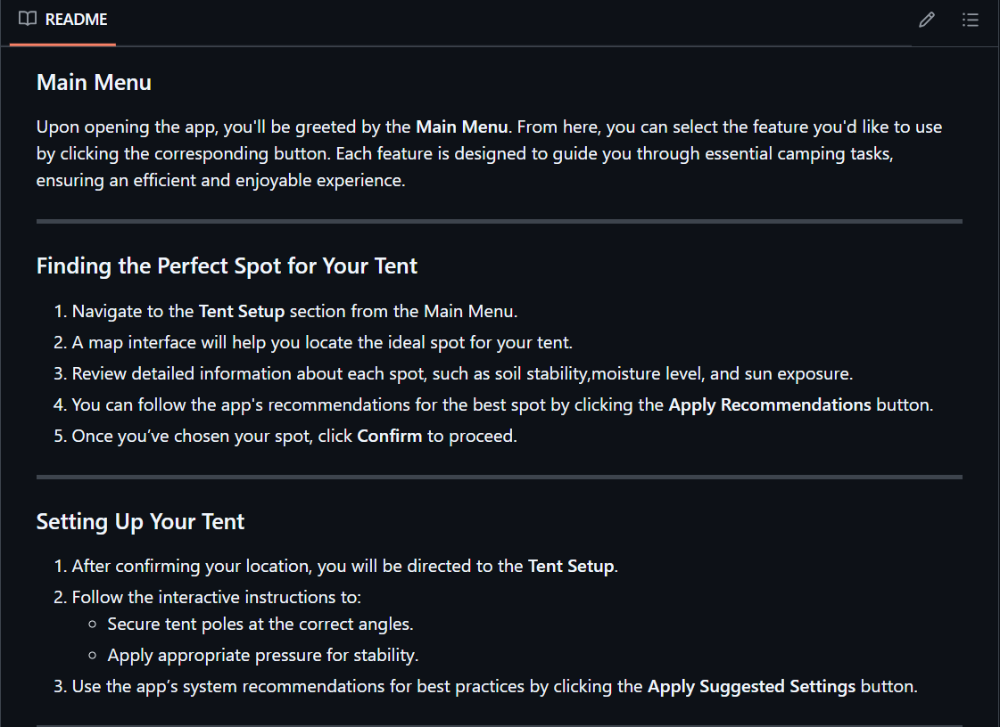 README
Main Menu
Upon opening the app, you'll be greeted by the Main Menu. From here, you can select the feature you'd like to use
by clicking the corresponding button. Each feature is designed to guide you through essential camping tasks,
ensuring an efficient and enjoyable experience.
Finding the Perfect Spot for Your Tent
1. Navigate to the Tent Setup section from the Main Menu.
2. A map interface will help you locate the ideal spot for your tent.
3. Review detailed information about each spot, such as soil stability,moisture level, and sun exposure.
4. You can follow the app's recommendations for the best spot by clicking the Apply Recommendations button.
5. Once you’ve chosen your spot, click Confirm to proceed.
Setting Up Your Tent
1. After confirming your location, you will be directed to the Tent Setup.
2. Follow the interactive instructions to:
◦ Secure tent poles at the correct angles.
◦ Apply appropriate pressure for stability.
3. Use the app’s system recommendations for best practices by clicking the Apply Suggested Settings button.